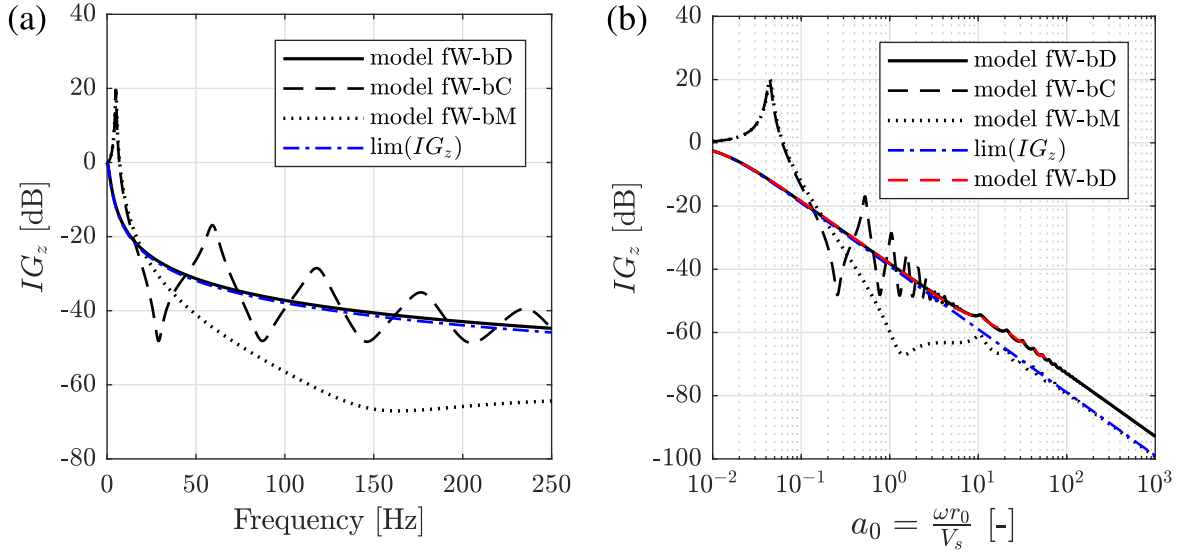 (a)
40
20
0
-20
-40
-60
-80
0 50 100 150 200 250
Frequency [Hz]
IG_z [dB]
model fW-bD
model fW-bC
model fW-bM
lim(IG_z)
(b)
40
20
0
-20
-40
-60
-80
-100
10^{-2} 10^{-1} 10^{0} 10^{1} 10^{2} 10^{3}
a_0 = \frac{ωr_0}{V_s} [-]
IG_z [dB]
model fW-bD
model fW-bC
model fW-bM
lim(IG_z)
model fW-bD